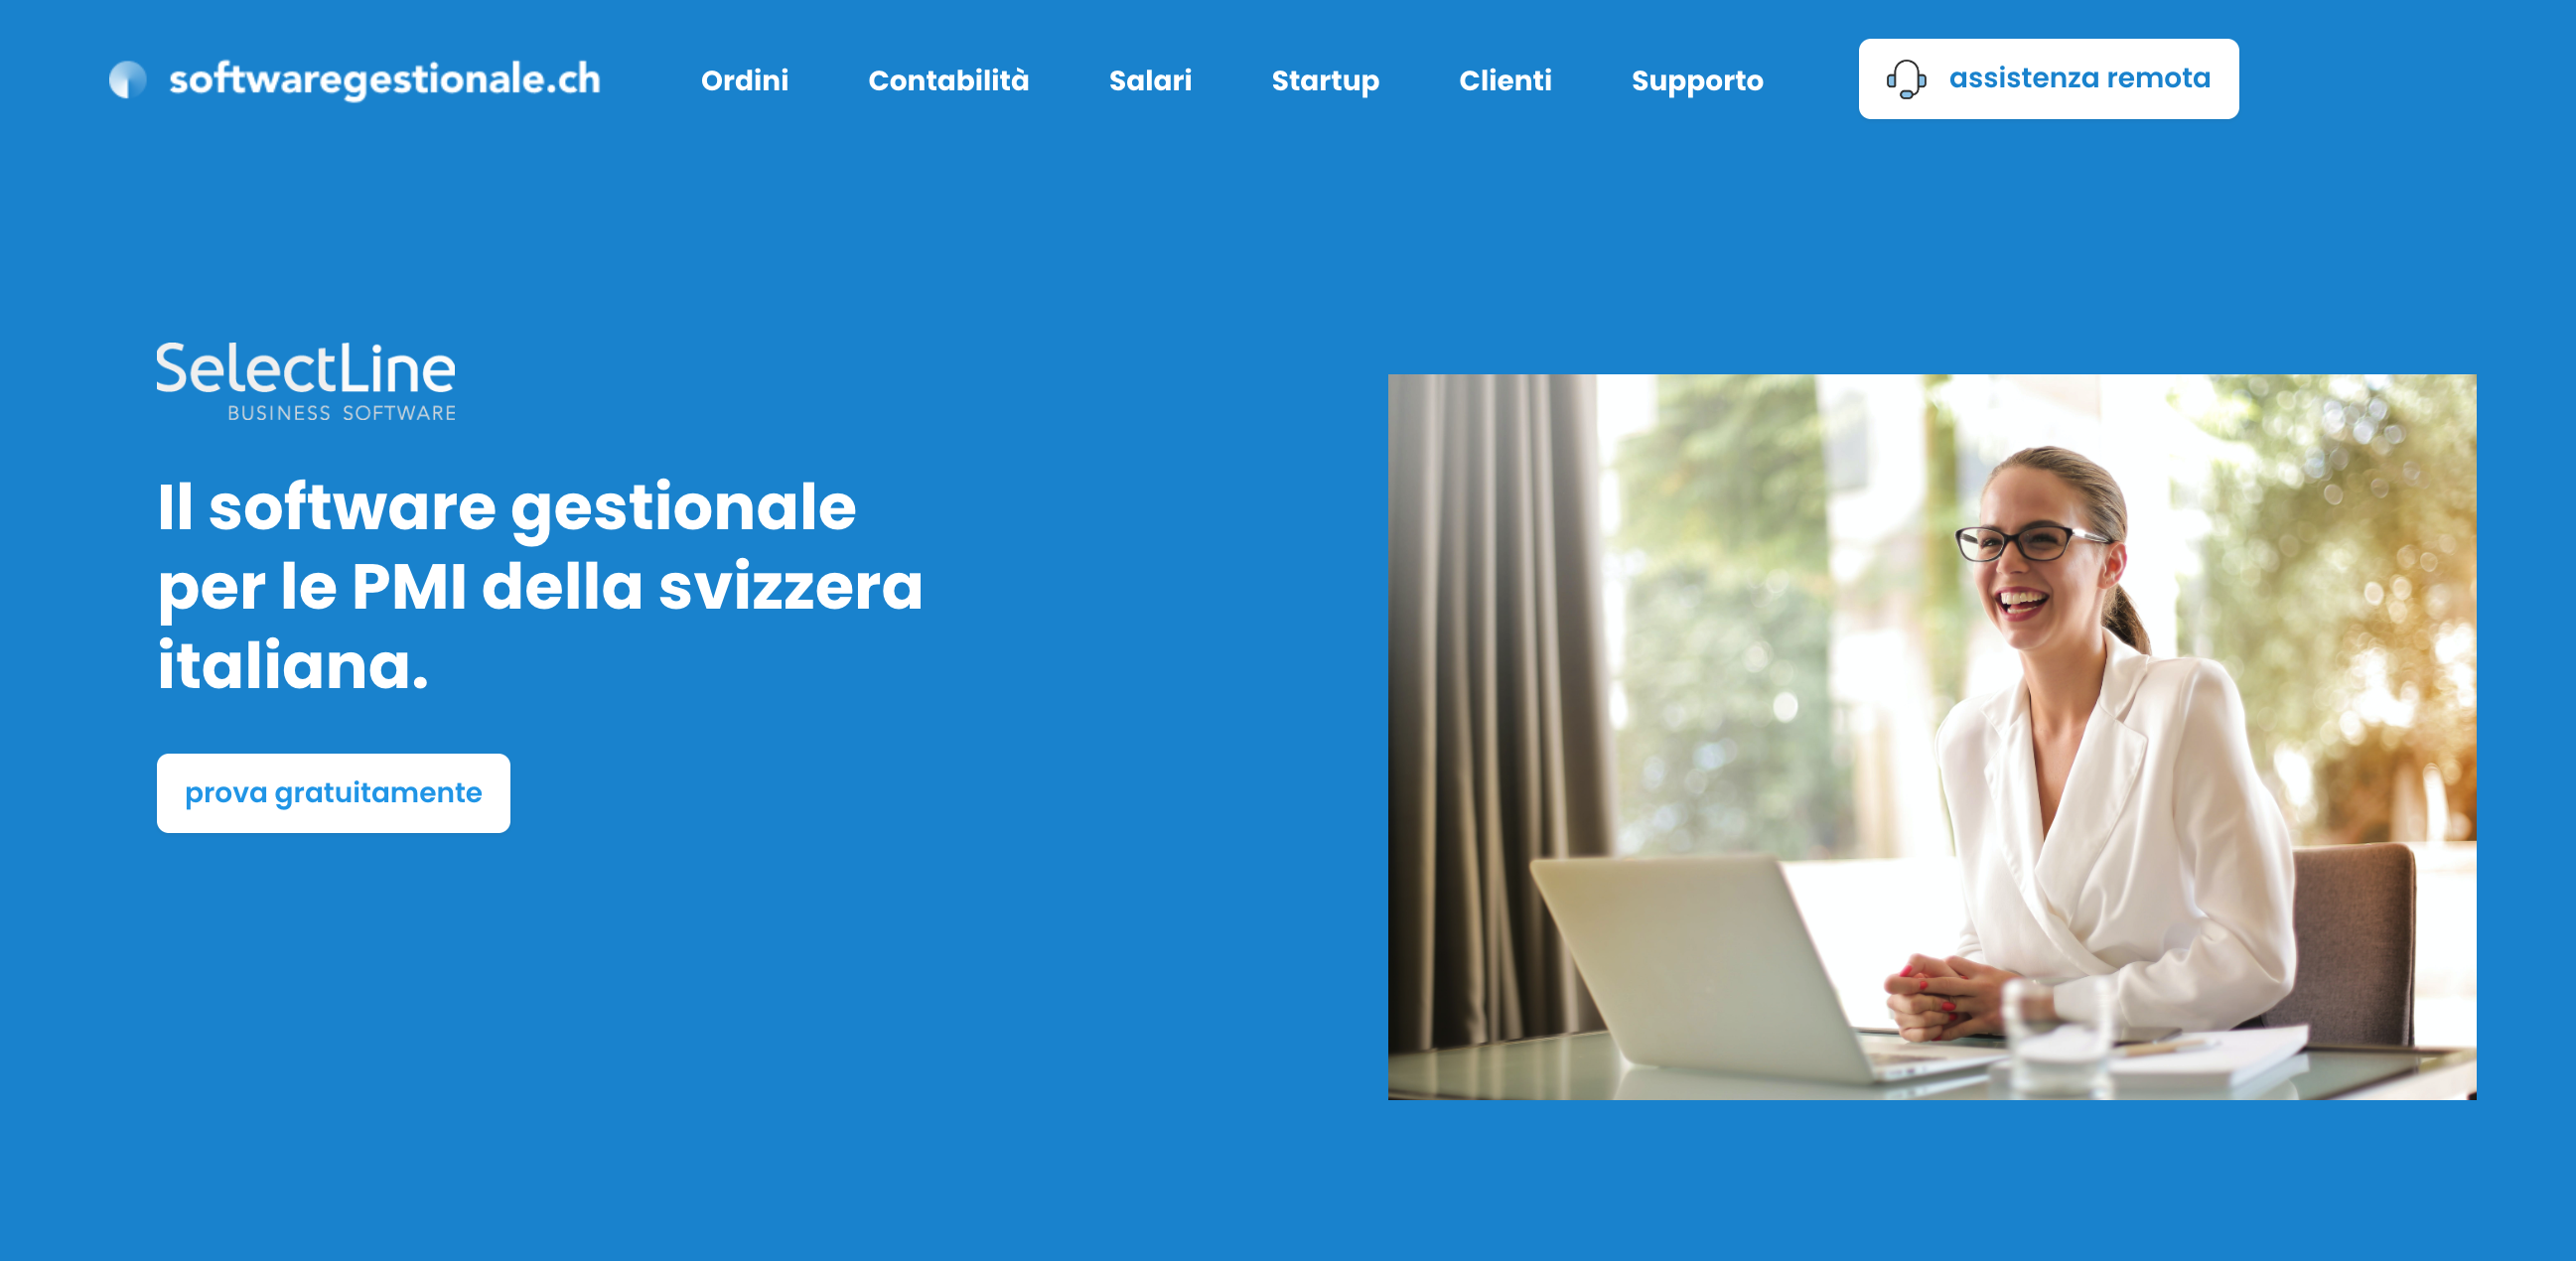 softwaregestionale.ch
Ordini
Contabilità
Salari
Startup
Clienti
Supporto
assistenza remota
SelectLine
BUSINESS SOFTWARE
Il software gestionale
per le PMI della svizzera
italiana.
prova gratuitamente